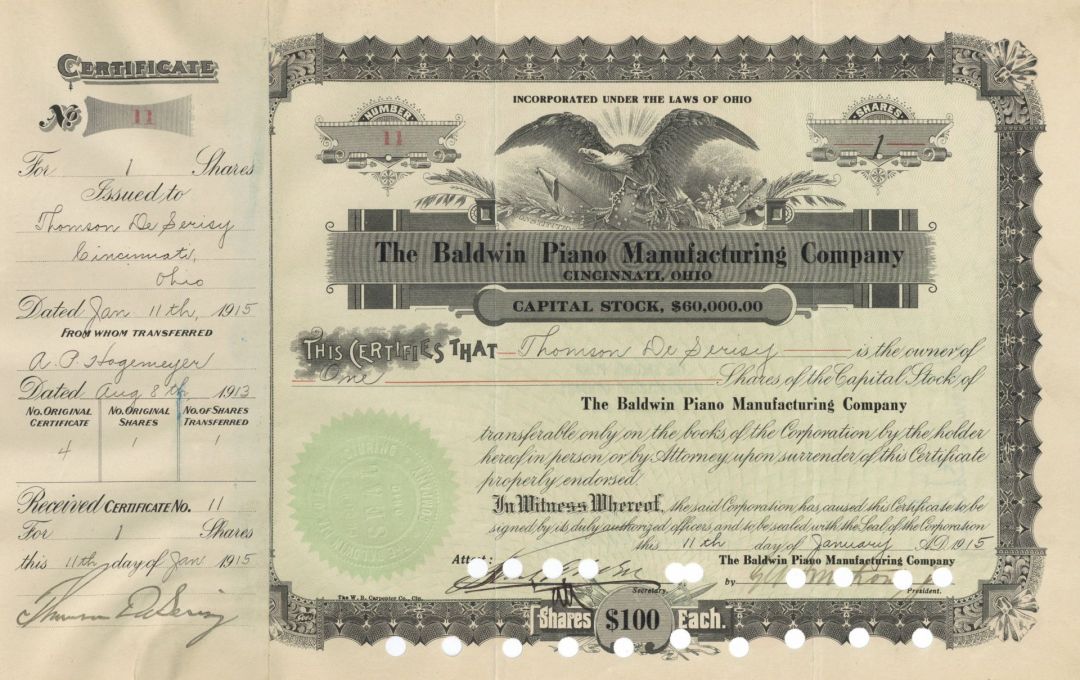 CERTIFICATE
No 11
For 1 Shares
Issued to
Thomson De Serisy
Cincinnati,
Ohio
Dated Jan 11th, 1915
FROM WHOM TRANSFERRED
A. P. Hagemeyer
Dated Aug 8th 1913
NO. ORIGINAL CERTIFICATE NO. ORIGINAL SHARES NO. OF SHARES TRANSFERRED
4 1 1
Received CERTIFICATE NO. 11
For 1 Shares
this 11th day of Jan 1915
Thomson De Serisy
INCORPORATED UNDER THE LAWS OF OHIO
NUMBER
11
SHARES
1
The Baldwin Piano Manufacturing Company
CINCINNATI, OHIO
CAPITAL STOCK, $60,000.00
THIS CERTIFIES THAT Thomson De Serisy is the owner of
One Shares of the Capital Stock of
The Baldwin Piano Manufacturing Company
transferable only on the books of the Corporation by the holder
hereof in person or by Attorney upon surrender of this Certificate
properly endorsed.
In Witness Whereof, the said Corporation has caused this Certificate to be
signed by its duly authorized officers and to be sealed with the Seal of the Corporation
this 11th day of January A.D. 1915
Attest: The Baldwin Piano Manufacturing Company
by
Secretary. President.
The W. B. Carpenter Co., Cin.
Shares $100 Each.